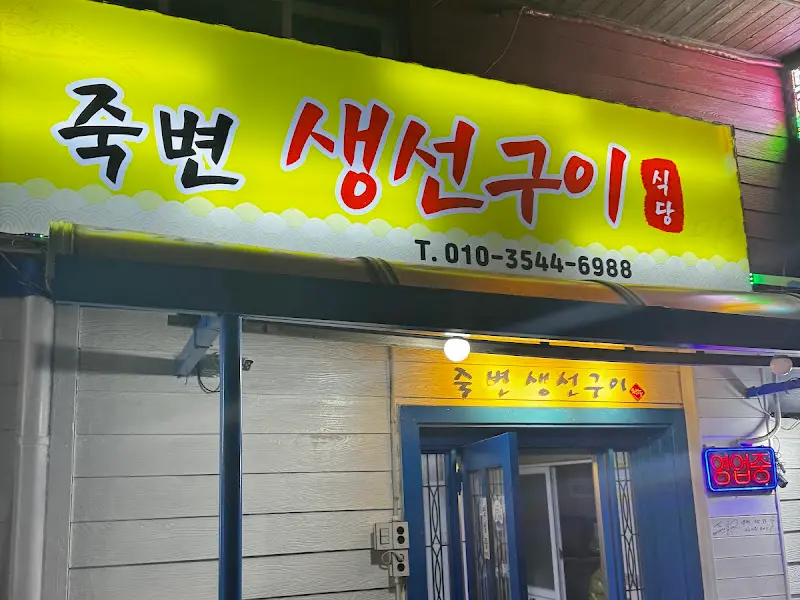 죽변 생선구이 식당
T. 010-3544-6988
죽변 생선구이
영업중